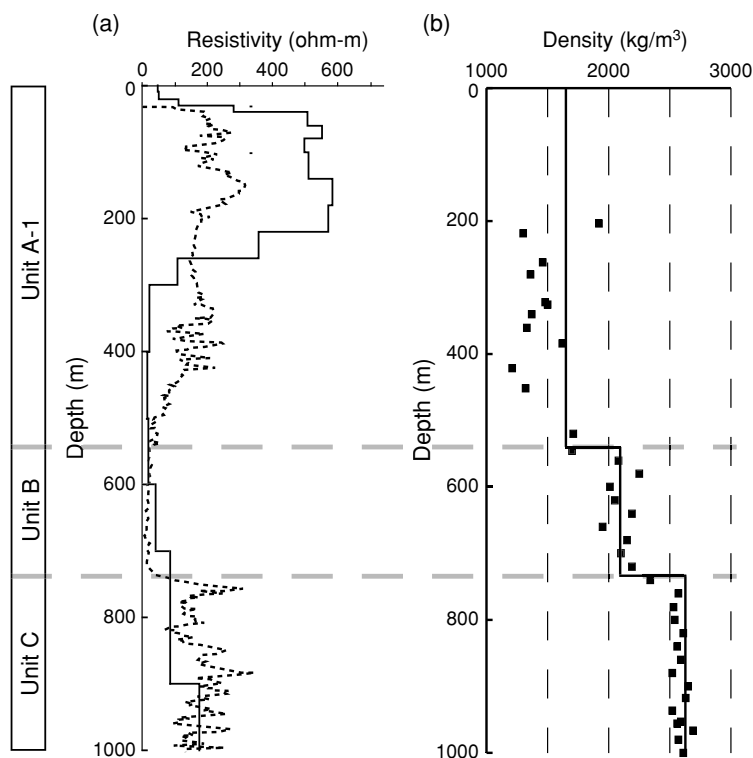 (a)
Resistivity (ohm-m)
0 200 400 600
0
200
400
600
800
1000
Depth (m)
Unit A-1
Unit B
Unit C
(b)
Density (kg/m³)
1000 2000 3000
0
200
400
600
800
1000
Depth (m)